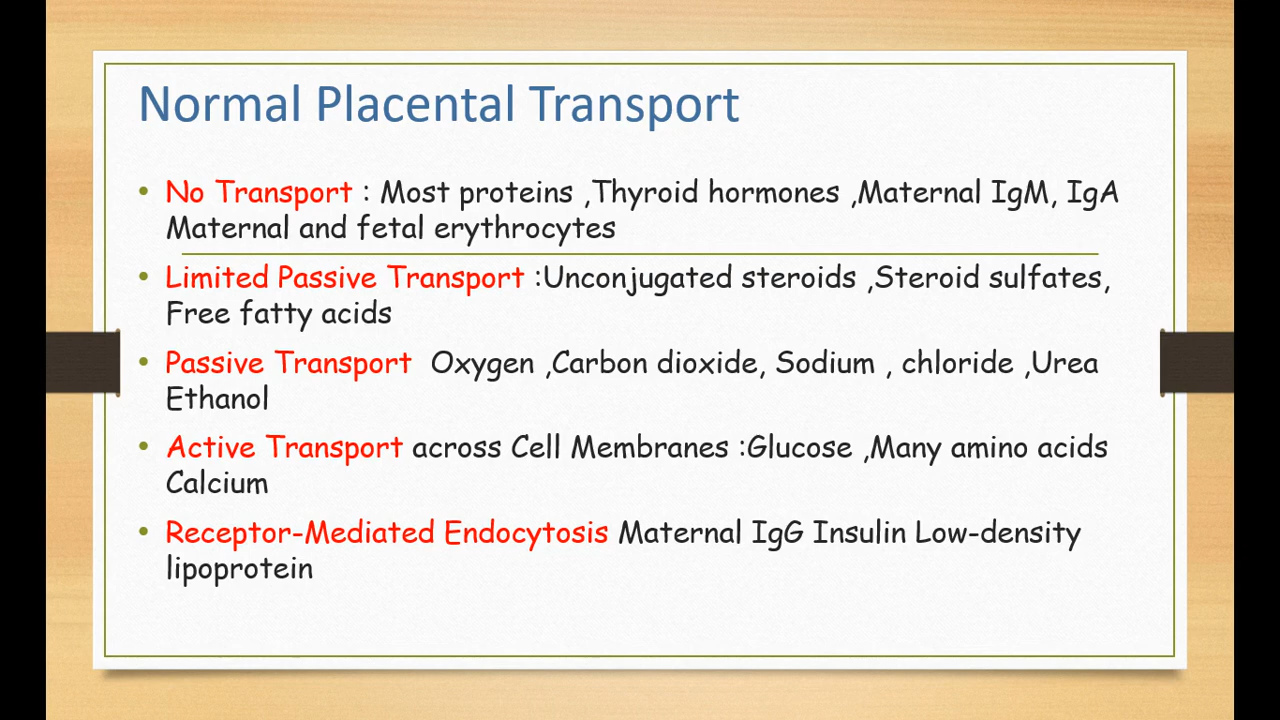 Normal Placental Transport
• No Transport : Most proteins ,Thyroid hormones ,Maternal IgM, IgA
Maternal and fetal erythrocytes
• Limited Passive Transport :Unconjugated steroids ,Steroid sulfates,
Free fatty acids
• Passive Transport  Oxygen ,Carbon dioxide, Sodium , chloride ,Urea
Ethanol
• Active Transport across Cell Membranes :Glucose ,Many amino acids
Calcium
• Receptor-Mediated Endocytosis Maternal IgG Insulin Low-density
lipoprotein